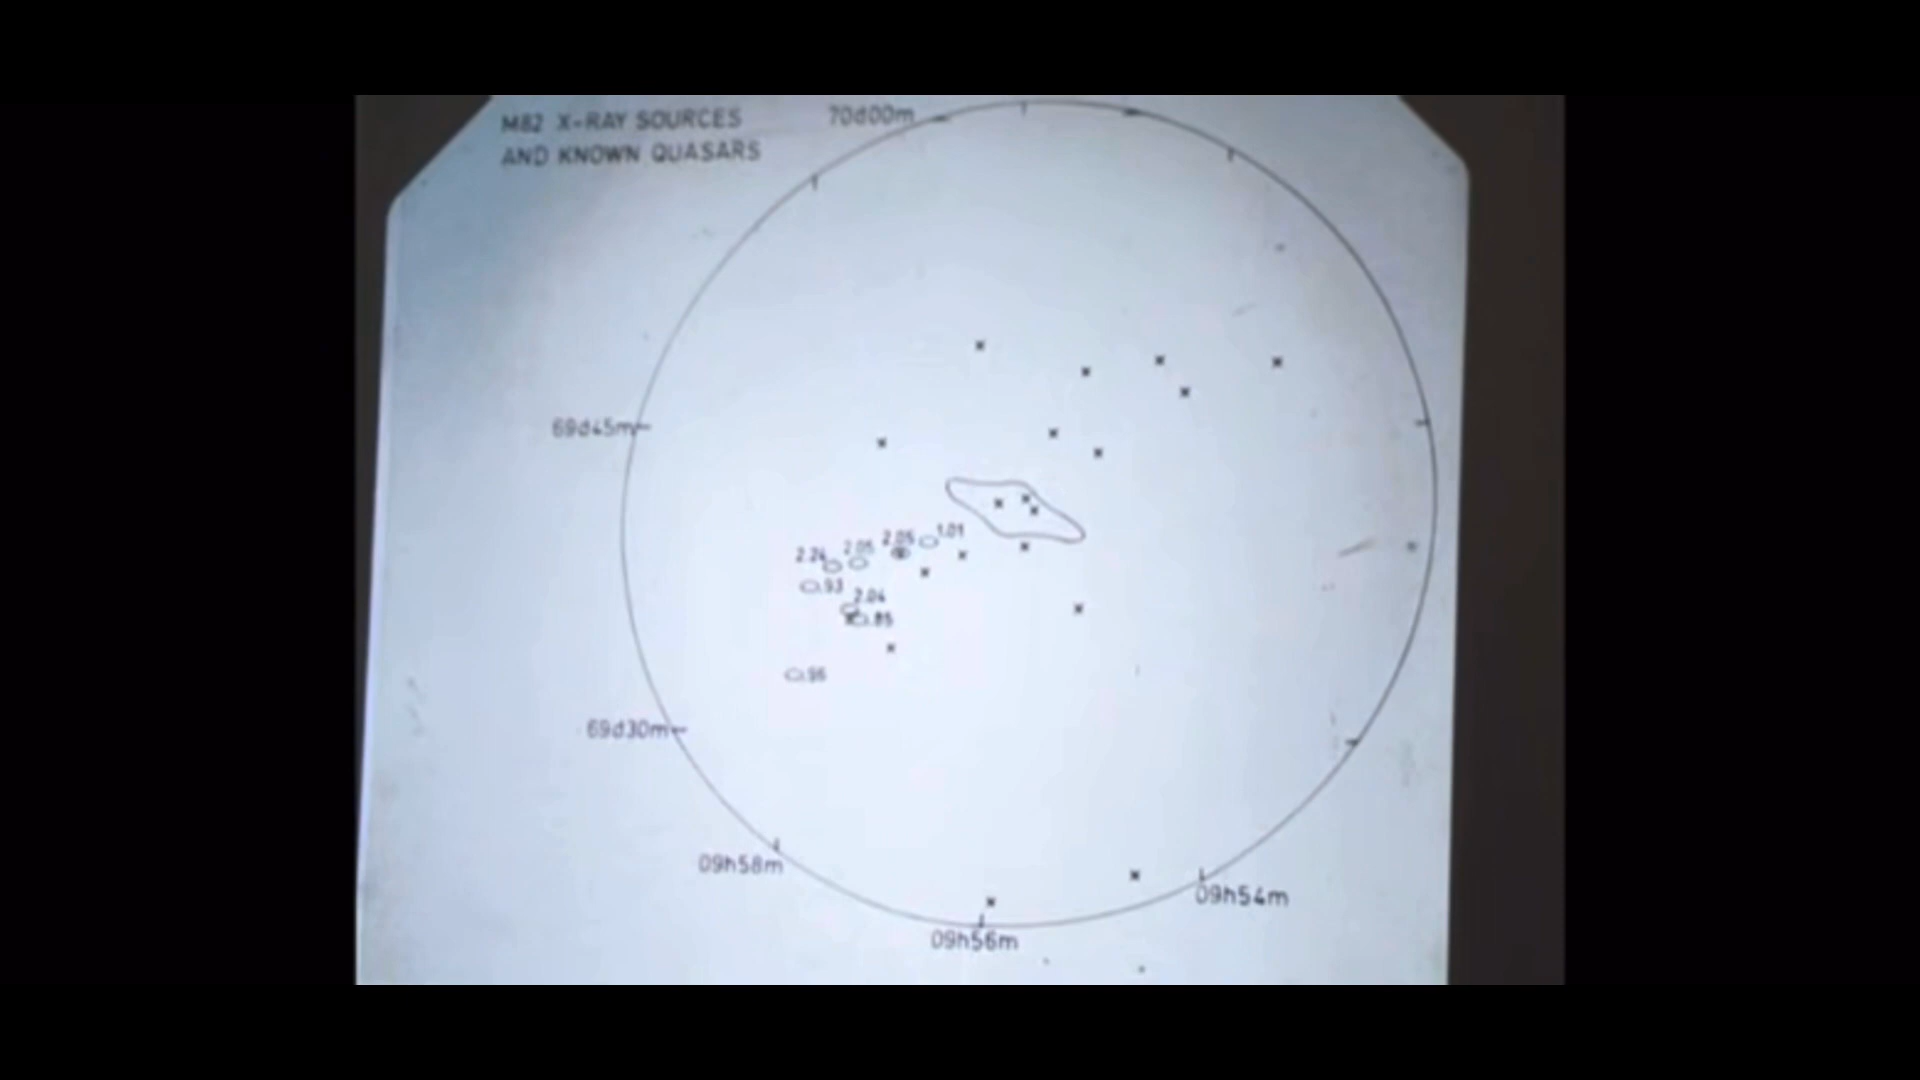 M82 X-RAY SOURCES
AND KNOWN QUASARS
70d00m
69d45m
2.24
2.05
2.05
1.01
.93
2.04
.85
.96
69d30m
09h58m
09h54m
09h56m